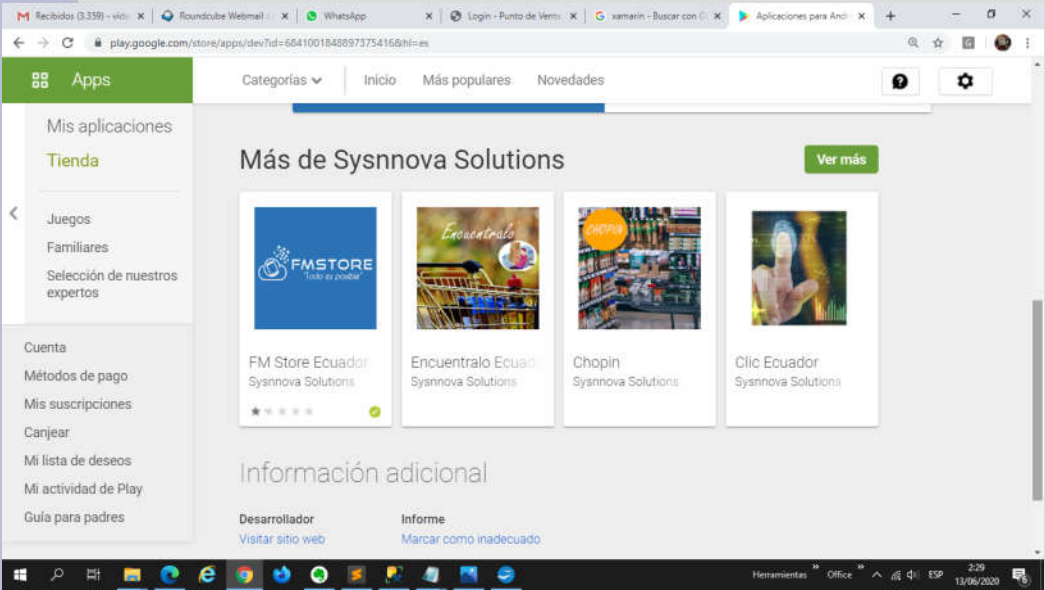 Recibidos (3.359) - vid
Roundcube Webmail
WhatsApp
Login - Punto de Vent
xamarin - Buscar con G
Aplicaciones para Andr
play.google.com/store/apps/dev?id=6841001848897375416&hl=es
Apps
Categorías
Inicio
Más populares
Novedades
Mis aplicaciones
Tienda
Juegos
Familiares
Selección de nuestros
expertos
Cuenta
Métodos de pago
Mis suscripciones
Canjear
Mi lista de deseos
Mi actividad de Play
Guía para padres
Más de Sysnnova Solutions
Ver más
FMSTORE
"Todo es posible"
FM Store Ecuador
Sysnnova Solutions
Encuentralo
Encuentralo Ecuad
Sysnnova Solutions
CHOPIN
Chopin
Sysnnova Solutions
Clic Ecuador
Sysnnova Solutions
Información adicional
Desarrollador
Visitar sitio web
Informe
Marcar como inadecuado
Herramientas
Office
ESP
2:29
13/06/2020